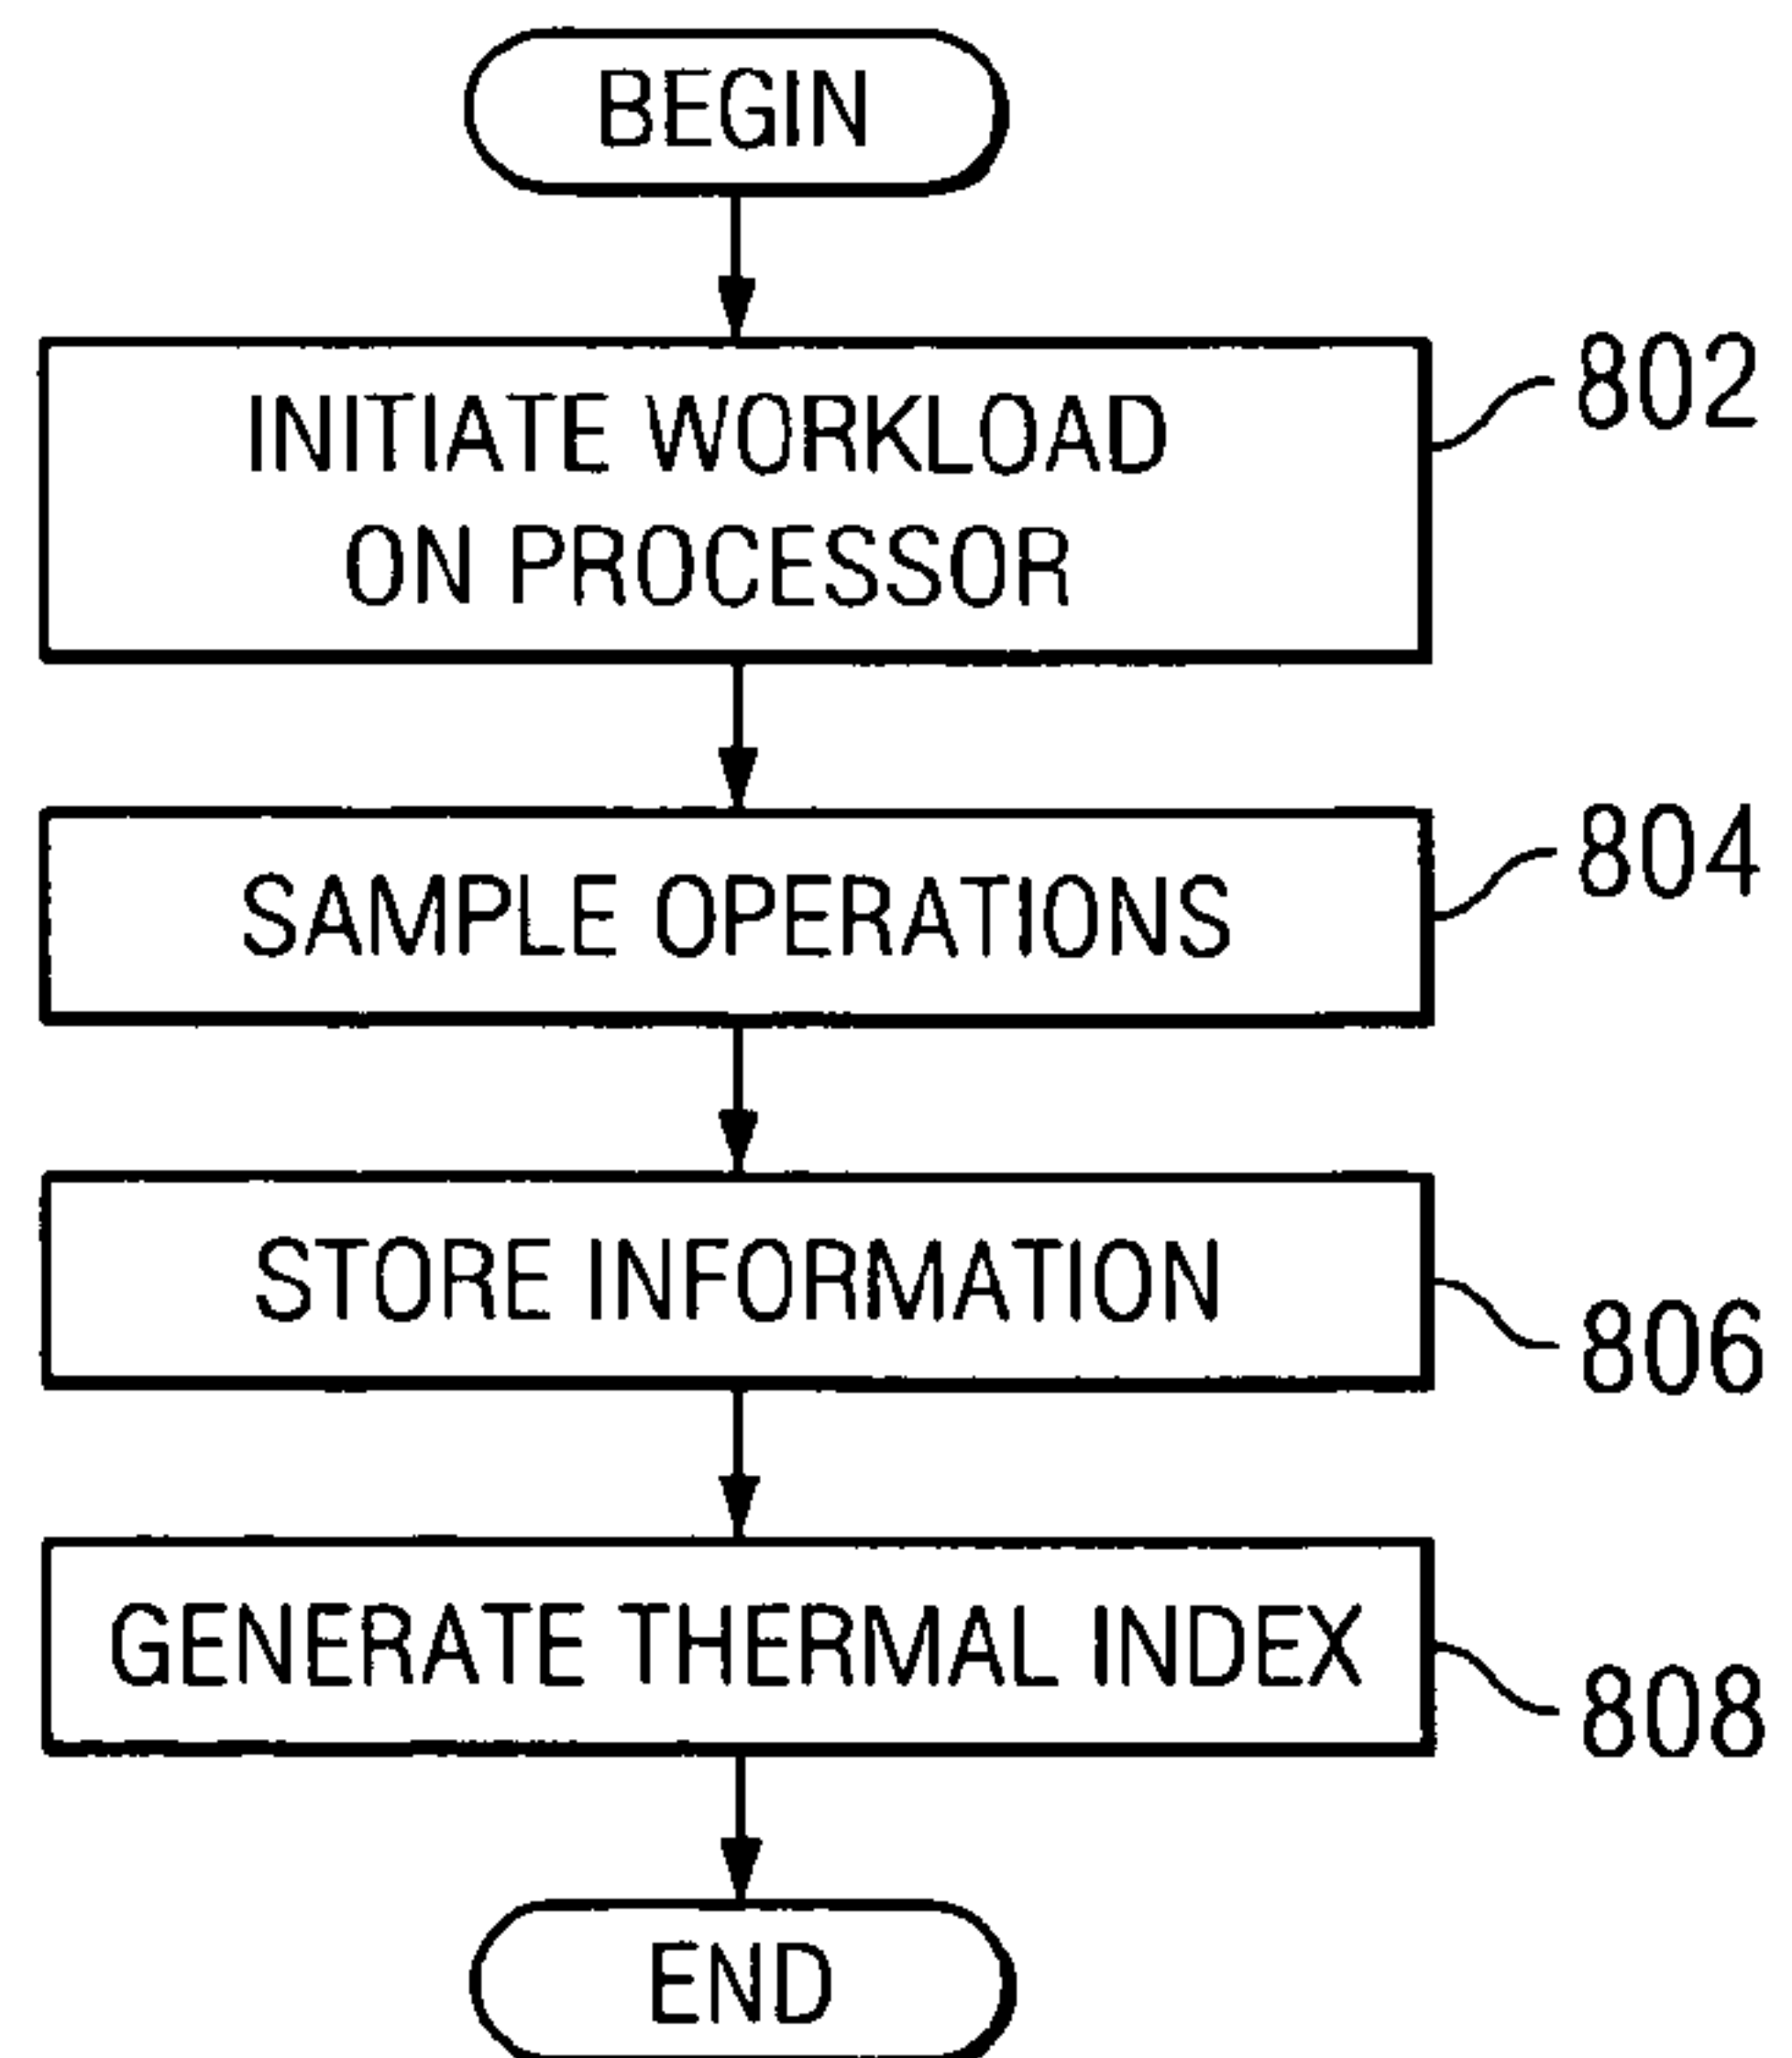 BEGIN
INITIATE WORKLOAD
ON PROCESSOR
802
SAMPLE OPERATIONS
804
STORE INFORMATION
806
GENERATE THERMAL INDEX
808
END